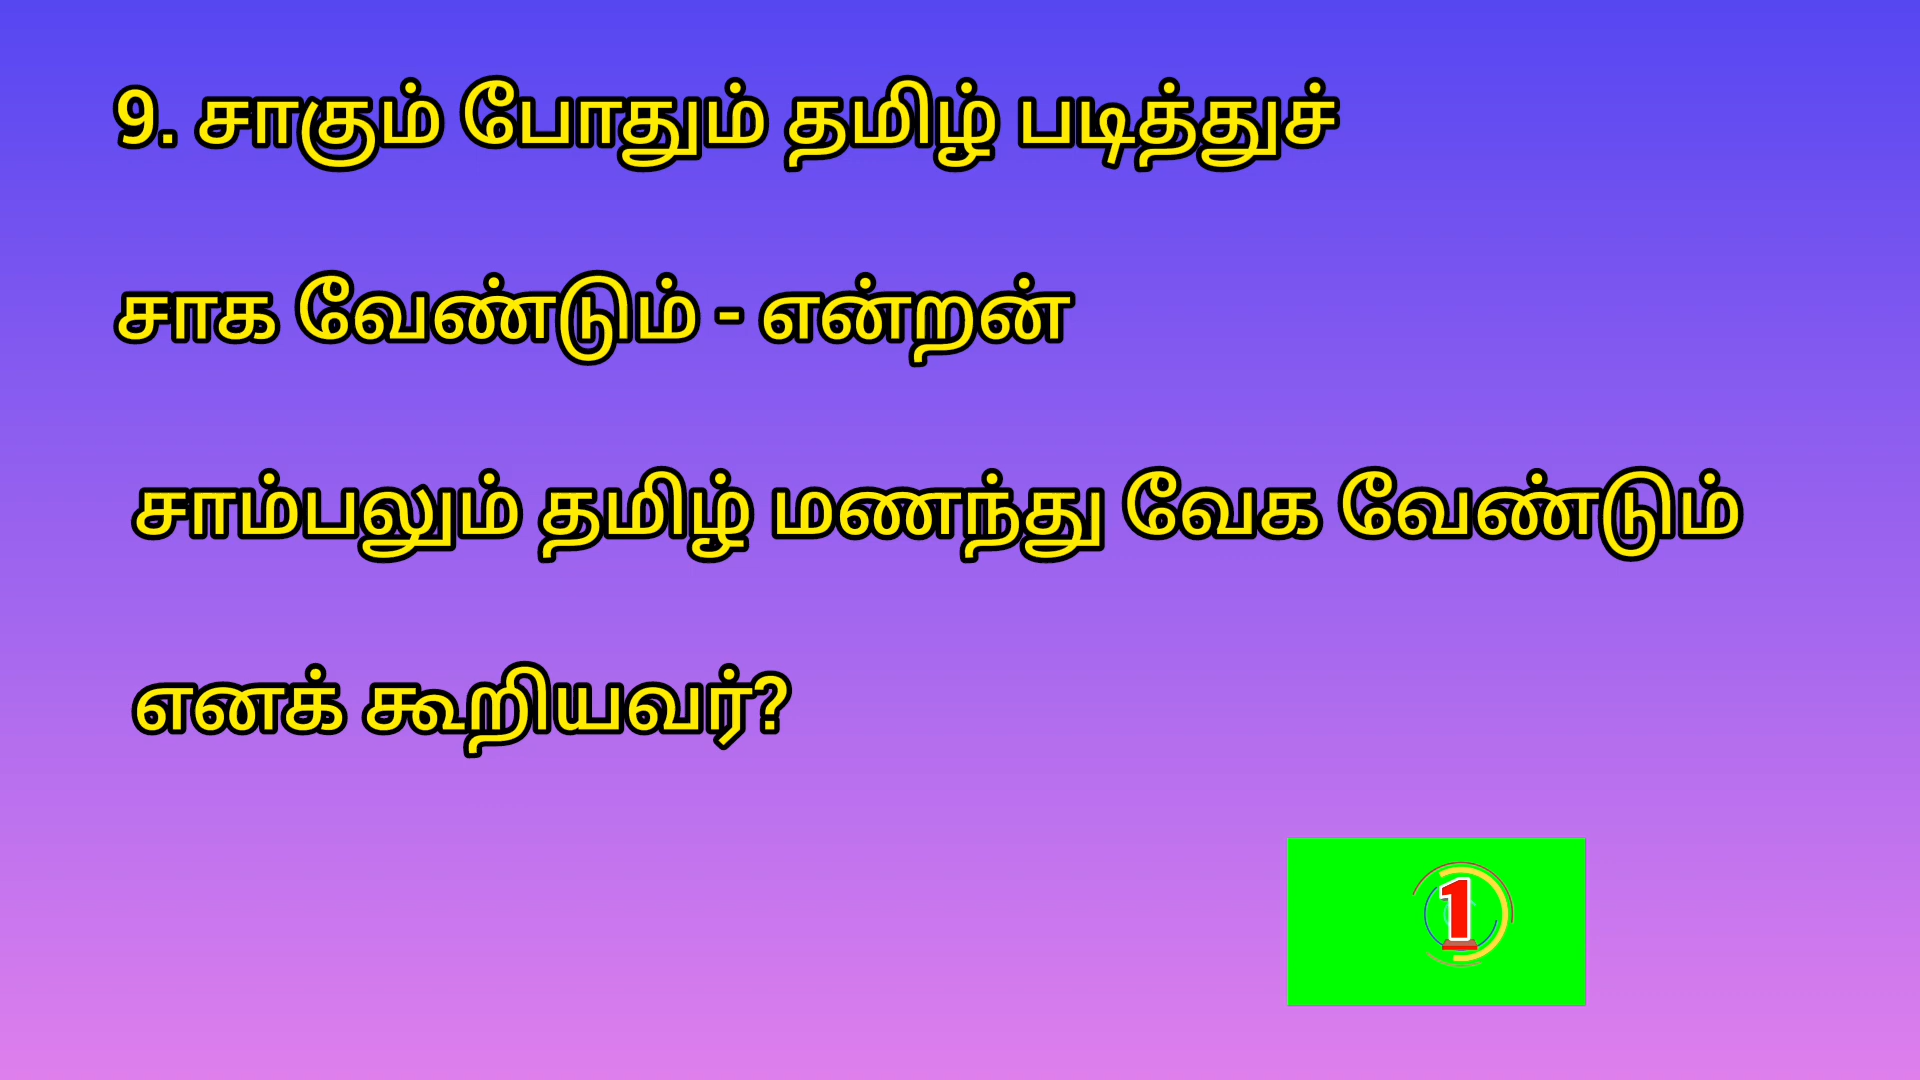 9. சாகும் போதும் தமிழ் படித்துச்
சாக வேண்டும் - என்றன்
சாம்பலும் தமிழ் மணந்து வேக வேண்டும்
எனக் கூறியவர்?
1